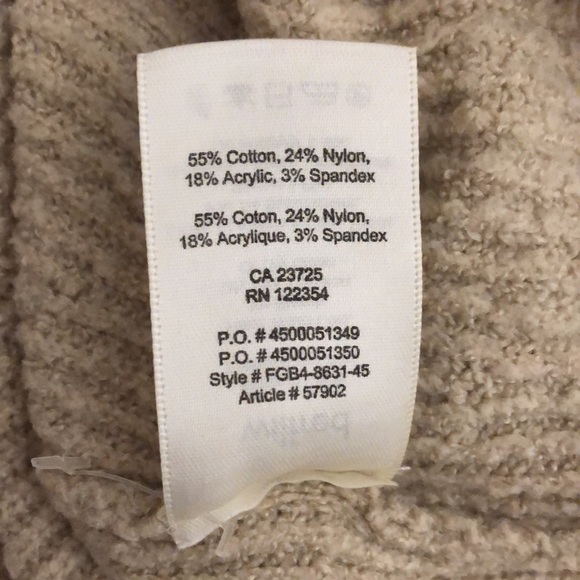 55% Cotton, 24% Nylon,
18% Acrylic, 3% Spandex
55% Coton, 24% Nylon,
18% Acrylique, 3% Spandex
CA 23725
RN 122354
P.O. # 4500051349
P.O. # 4500051350
Style # FGB4-8631-45
Article # 57902
wilfred